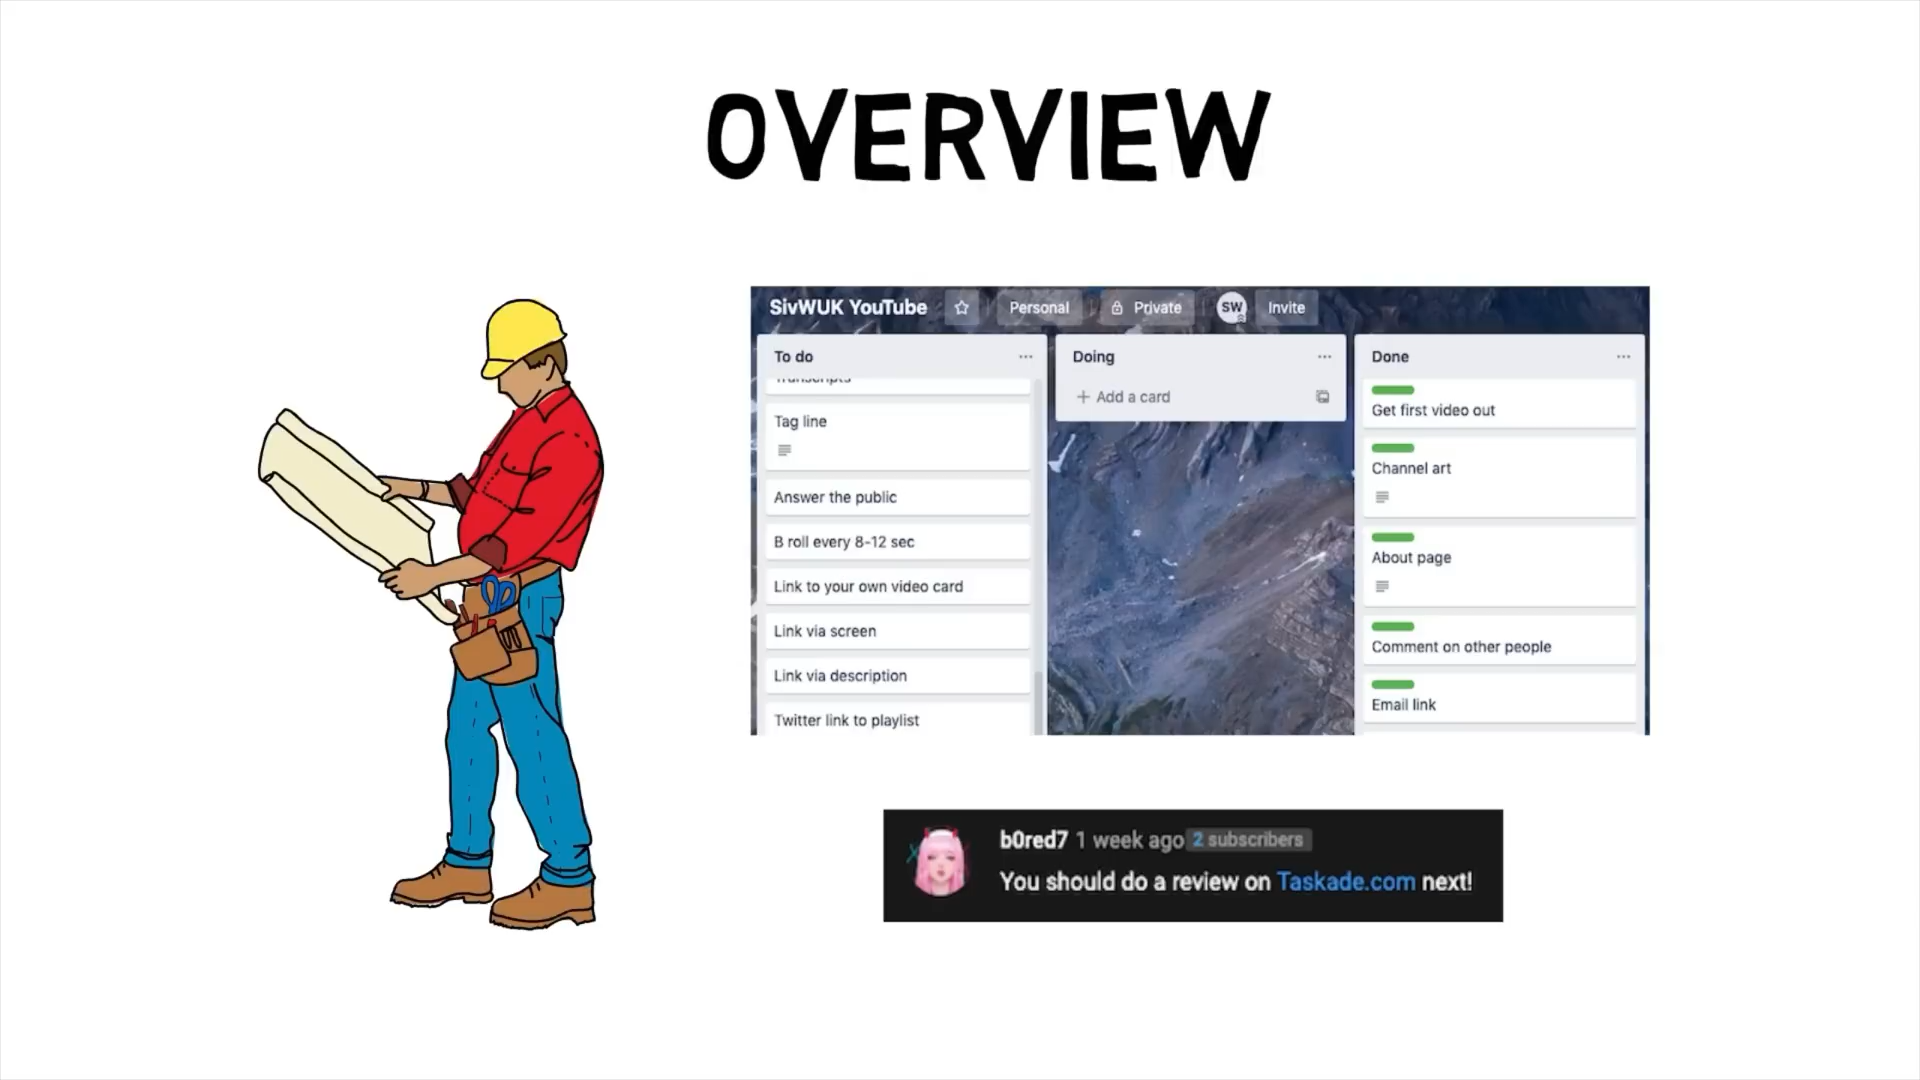 OVERVIEW
SivWUK YouTube Personal Private SW Invite
To do
Transcripts
Tag line
Answer the public
B roll every 8-12 sec
Link to your own video card
Link via screen
Link via description
Twitter link to playlist
Doing
+ Add a card
Done
Get first video out
Channel art
About page
Comment on other people
Email link
b0red7 1 week ago 2 subscribers
You should do a review on Taskade.com next!